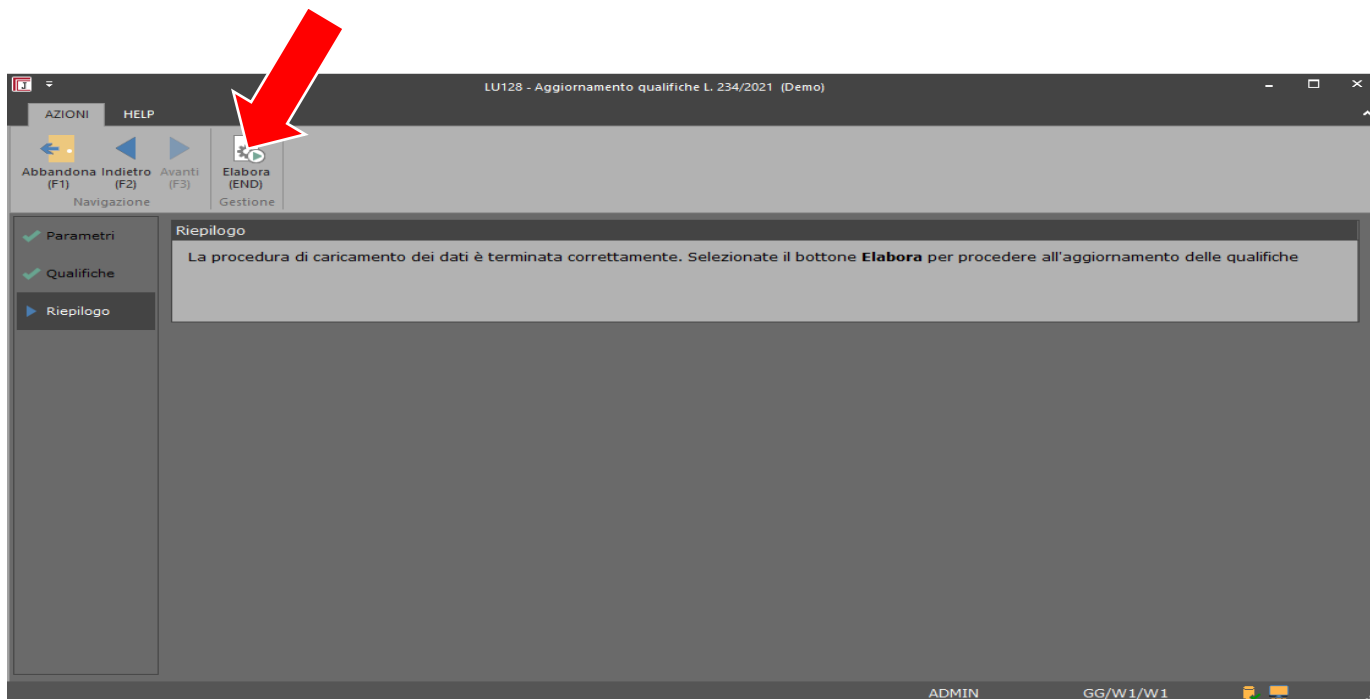 LU128 - Aggiornamento qualifiche L. 234/2021 (Demo)
AZIONI HELP
Abbandona (F1)
Indietro (F2)
Avanti (F3)
Elabora (END)
Navigazione
Gestione
Parametri
Qualifiche
Riepilogo
Riepilogo
La procedura di caricamento dei dati è terminata correttamente. Selezionate il bottone Elabora per procedere all'aggiornamento delle qualifiche
ADMIN GG/W1/W1